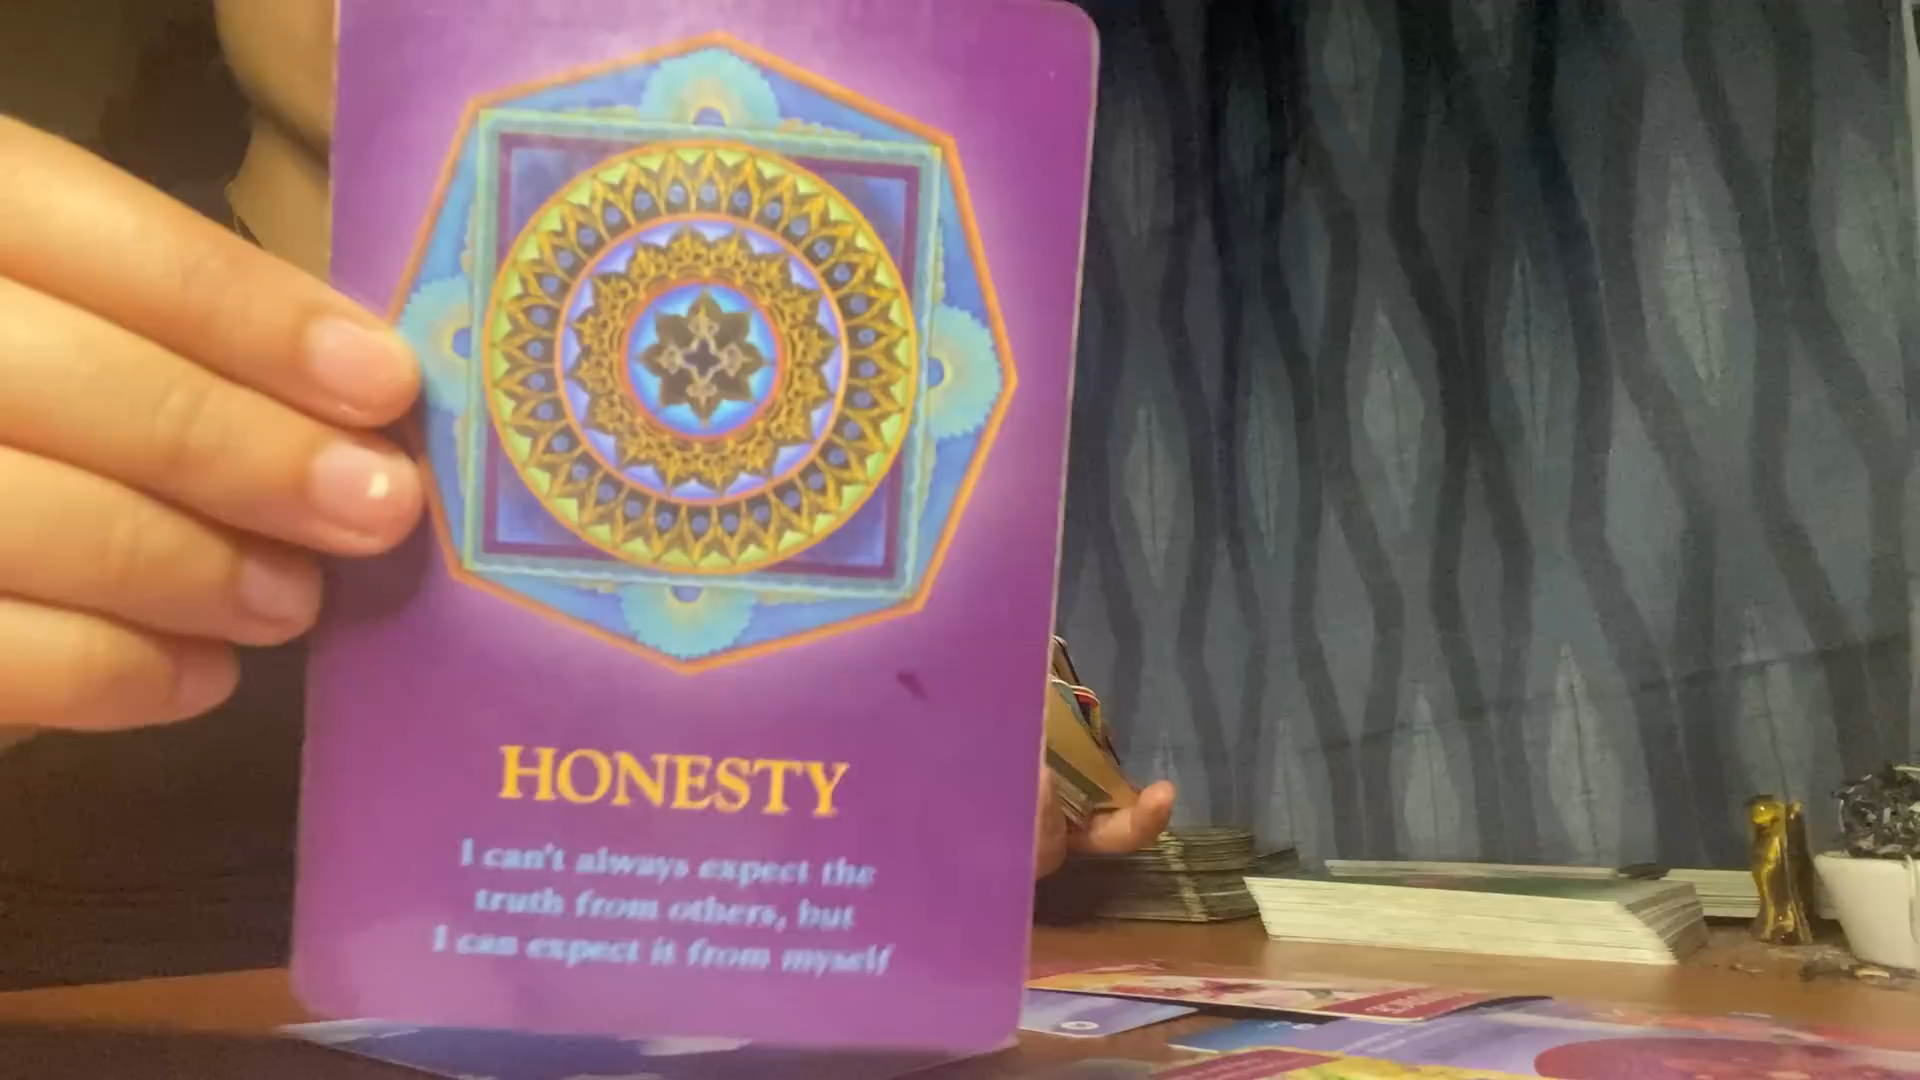 HONESTY
I can't always expect the
truth from others, but
I can expect it from myself